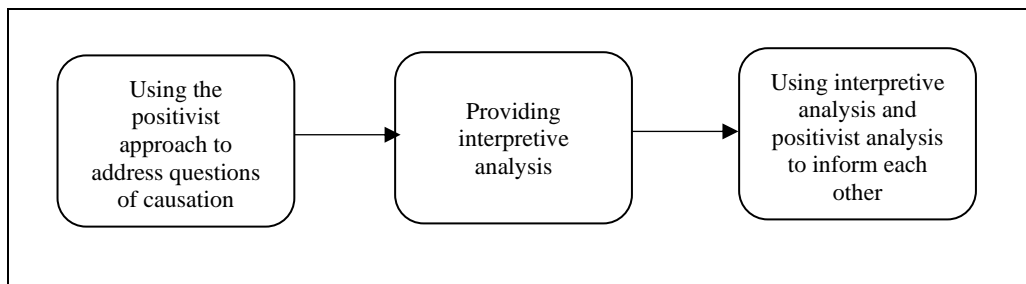 Using the
positivist
approach to
address questions
of causation
Providing
interpretive
analysis
Using interpretive
analysis and
positivist analysis
to inform each
other